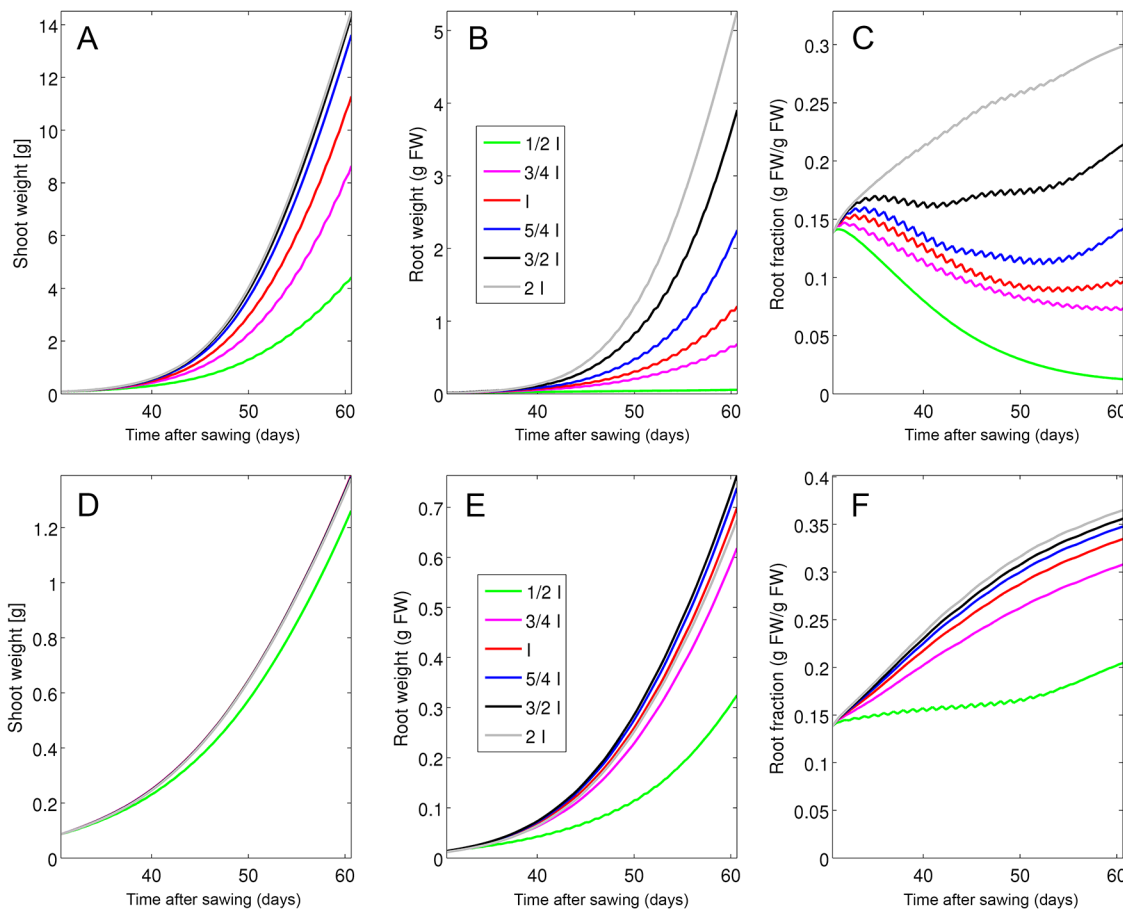 A
Shoot weight [g]
14
12
10
8
6
4
2
0
40
50
60
Time after sawing (days)
B
Root weight (g FW)
5
4
3
2
1
0
1/2 I
3/4 I
I
5/4 I
3/2 I
2 I
40
50
60
Time after sawing (days)
C
Root fraction (g FW/g FW)
0.3
0.25
0.2
0.15
0.1
0.05
0
40
50
60
Time after sawing (days)
D
Shoot weight [g]
1.2
1
0.8
0.6
0.4
0.2
0
40
50
60
Time after sawing (days)
E
Root weight (g FW)
0.7
0.6
0.5
0.4
0.3
0.2
0.1
0
1/2 I
3/4 I
I
5/4 I
3/2 I
2 I
40
50
60
Time after sawing (days)
F
Root fraction (g FW/g FW)
0.4
0.35
0.3
0.25
0.2
0.15
0.1
0.05
0
40
50
60
Time after sawing (days)